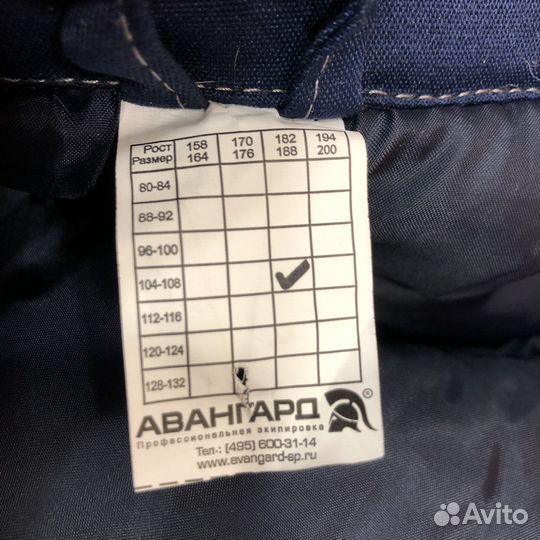 Рост 158 170 182 194
Размер 164 176 188 200
80-84
88-92
96-100
104-108
112-116
120-124
128-132
АВАНГАРД ®
Профессиональная экипировка
Тел.: (495) 600-31-14
www.avangard-sp.ru
Avito